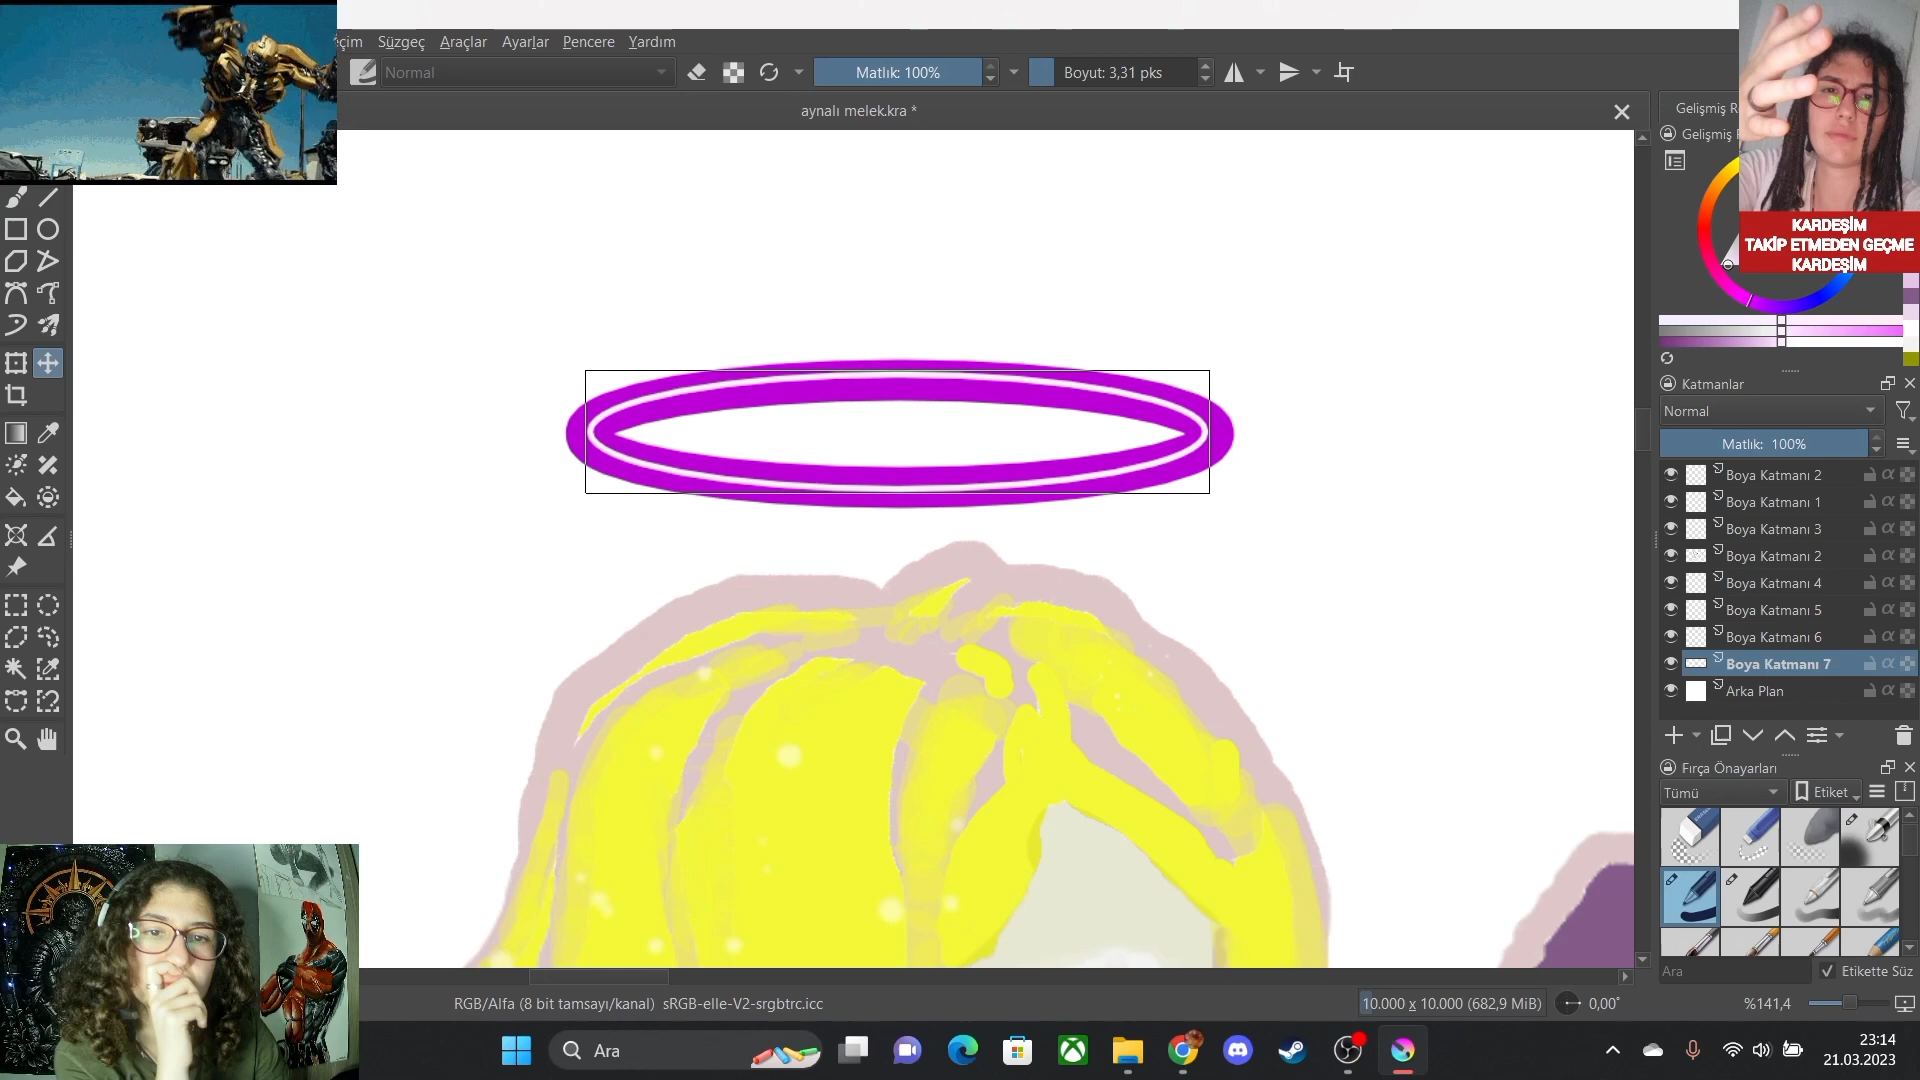 eçim Süzgeç Araçlar Ayarlar Pencere Yardım
Normal
Matlık: 100%
Boyut: 3,31 pks
aynalı melek.kra *
Gelişmiş R
Gelişmiş
KARDEŞİM
TAKİP ETMEDEN GEÇME
KARDEŞİM
Katmanlar
Normal
Matlık: 100%
Boya Katmanı 2
Boya Katmanı 1
Boya Katmanı 3
Boya Katmanı 2
Boya Katmanı 4
Boya Katmanı 5
Boya Katmanı 6
Boya Katmanı 7
Arka Plan
Fırça Önayarları
Tümü
Etiket
Ara
Etikette Süz
RGB/Alfa (8 bit tamsayı/kanal) sRGB-elle-V2-srgbtrc.icc
10.000 x 10.000 (682,9 MiB)
0,00°
%141,4
Ara
23:14
21.03.2023